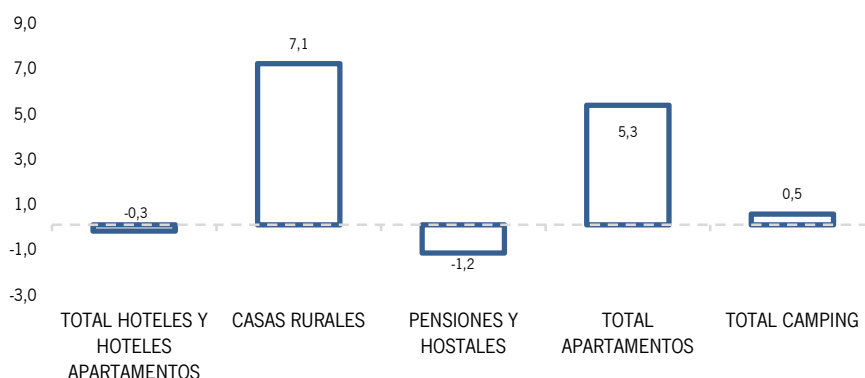 9,0
7,0
5,0
3,0
1,0
-1,0
-3,0
-0,3
7,1
-1,2
5,3
0,5
TOTAL HOTELES Y
HOTELES
APARTAMENTOS
CASAS RURALES
PENSIONES Y
HOSTALES
TOTAL
APARTAMENTOS
TOTAL CAMPING